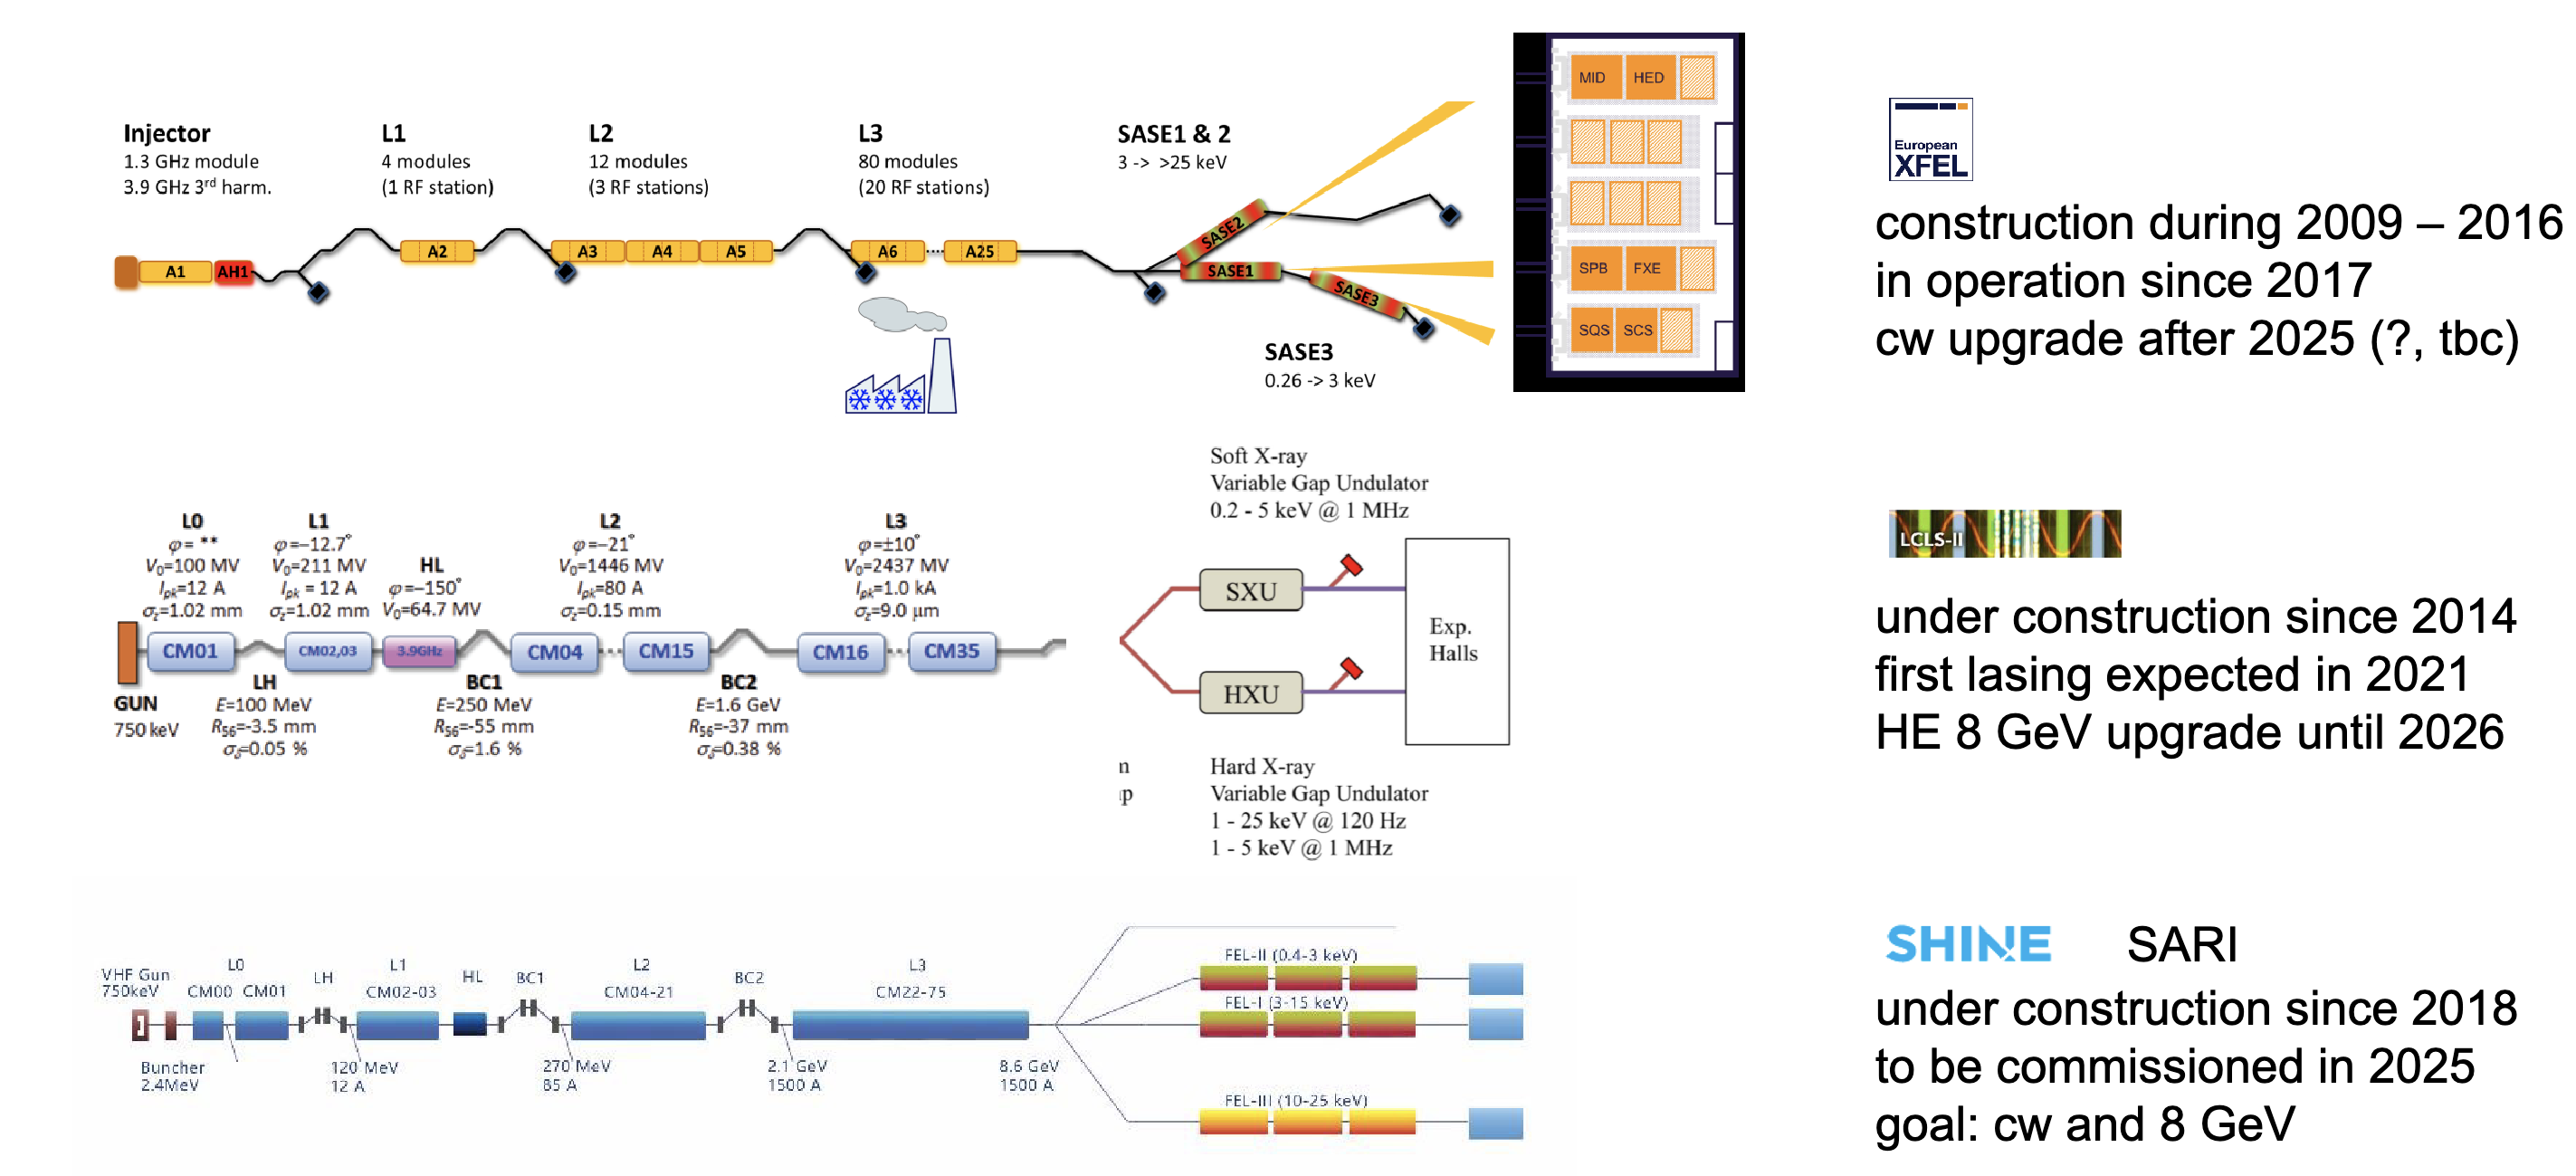 Injector
1.3 GHz module
3.9 GHz 3rd harm.
L1
4 modules
(1 RF station)
L2
12 modules
(3 RF stations)
L3
80 modules
(20 RF stations)
SASE1 & 2
3 -> >25 keV
A1
AH1
A2
A3
A4
A5
A6
A25
SASE2
SASE1
SASE3
SASE3
0.26 -> 3 keV
MID HED
SPB FXE
SQS SCS
European
XFEL
construction during 2009 – 2016
in operation since 2017
cw upgrade after 2025 (?, tbc)
L0
φ= **
V0=100 MV
Ipk=12 A
σz=1.02 mm
L1
φ=−12.7°
V0=211 MV
Ipk = 12 A
σz=1.02 mm
HL
φ=−150°
V0=64.7 MV
L2
φ=−21°
V0=1446 MV
Ipk=80 A
σz=0.15 mm
L3
φ=±10°
V0=2437 MV
Ipk=1.0 kA
σz=9.0 μm
CM01
CM02,03
3.9GHz
CM04
CM15
CM16
CM35
GUN
750 keV
LH
E=100 MeV
R56=-3.5 mm
σδ=0.05 %
BC1
E=250 MeV
R56=-55 mm
σδ=1.6 %
BC2
E=1.6 GeV
R56=-37 mm
σδ=0.38 %
Soft X-ray
Variable Gap Undulator
0.2 - 5 keV @ 1 MHz
SXU
HXU
Exp.
Halls
Hard X-ray
Variable Gap Undulator
1 - 25 keV @ 120 Hz
1 - 5 keV @ 1 MHz
LCLS-II
under construction since 2014
first lasing expected in 2021
HE 8 GeV upgrade until 2026
VHF Gun
750keV
L0
CM00 CM01
LH
L1
CM02-03
HL
BC1
L2
CM04-21
BC2
L3
CM22-75
Buncher
2.4MeV
120 MeV
12 A
270 MeV
85 A
2.1 GeV
1500 A
8.6 GeV
1500 A
FEL-II (0.4-3 keV)
FEL-I (3-15 keV)
FEL-III (10-25 keV)
SHINE SARI
under construction since 2018
to be commissioned in 2025
goal: cw and 8 GeV